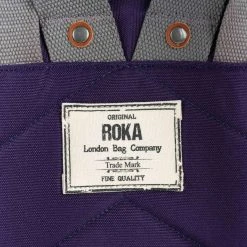 ORIGINAL
ROKA
London Bag Company
Trade Mark
FINE QUALITY